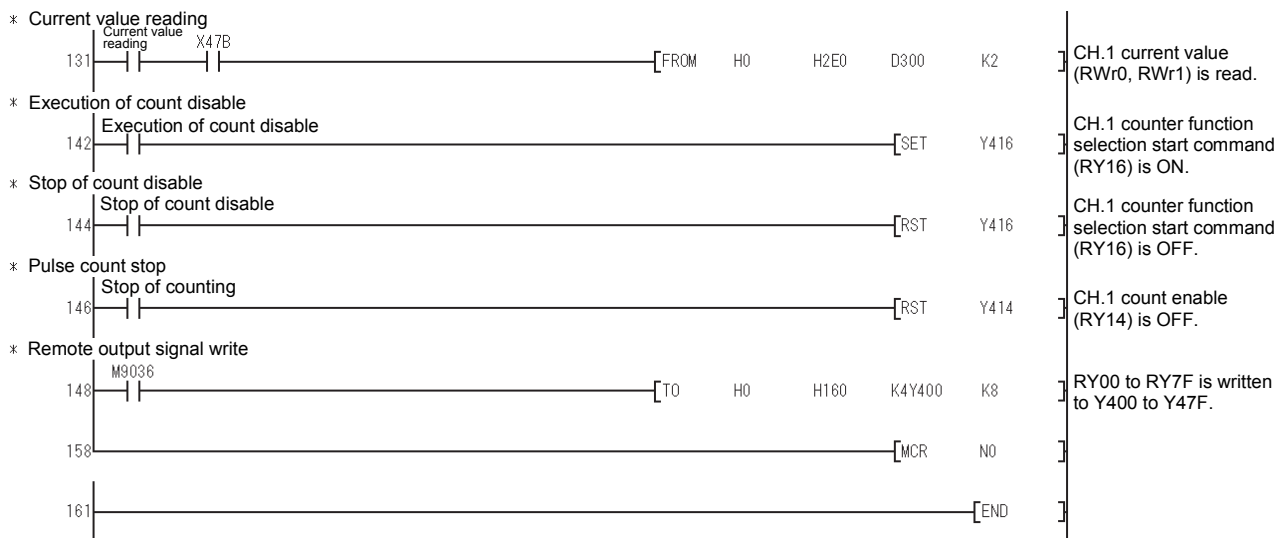 * Current value reading
Current value
reading X47B
131 FROM H0 H2E0 D300 K2
CH.1 current value
(RWr0, RWr1) is read.
* Execution of count disable
Execution of count disable
142 SET Y416
CH.1 counter function
selection start command
(RY16) is ON.
* Stop of count disable
Stop of count disable
144 RST Y416
CH.1 counter function
selection start command
(RY16) is OFF.
* Pulse count stop
Stop of counting
146 RST Y414
CH.1 count enable
(RY14) is OFF.
* Remote output signal write
M9036
148 TO H0 H160 K4Y400 K8
RY00 to RY7F is written
to Y400 to Y47F.
158 MCR N0
161 END